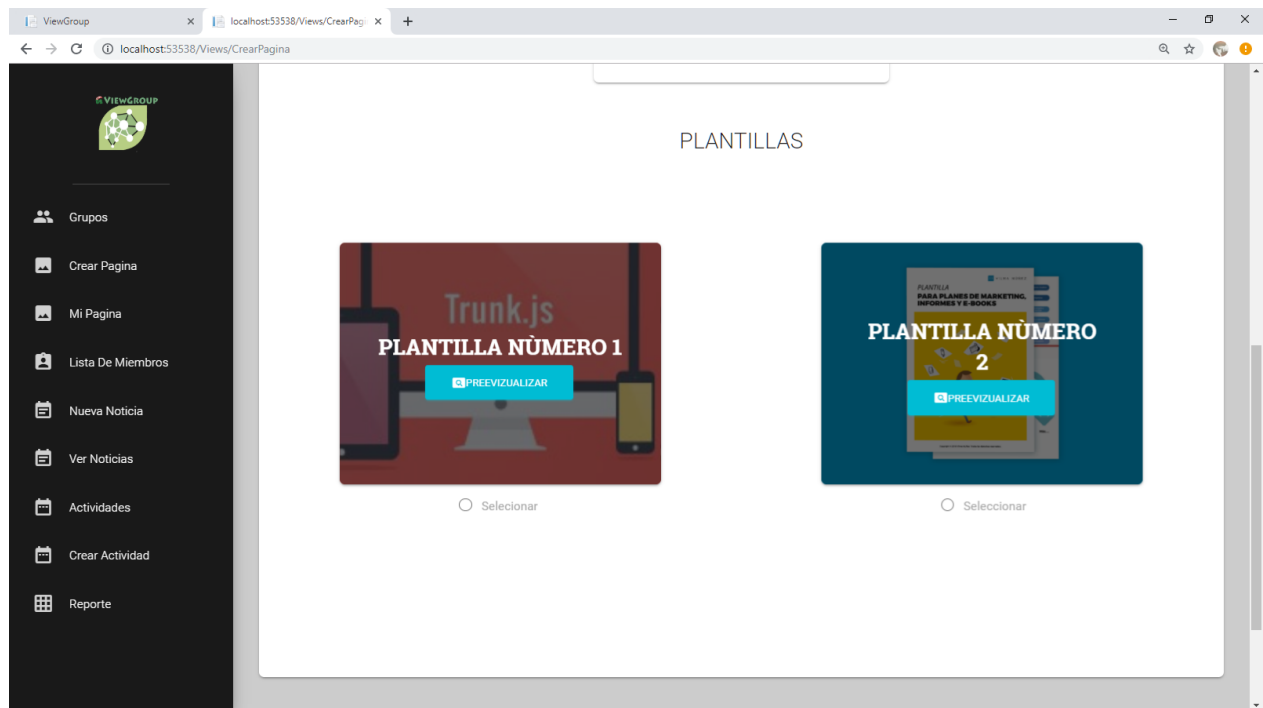 ViewGroup
localhost:53538/Views/CrearPag
localhost:53538/Views/CrearPagina
VIEWGROUP
Grupos
Crear Pagina
Mi Pagina
Lista De Miembros
Nueva Noticia
Ver Noticias
Actividades
Crear Actividad
Reporte
PLANTILLAS
Trunk.js
PLANTILLA NÙMERO 1
PREEVIZUALIZAR
Selecionar
PLANTILLA
PARA PLANES DE MARKETING,
INFORMES Y E-BOOKS
PLANTILLA NÙMERO
2
PREEVIZUALIZAR
Seleccionar